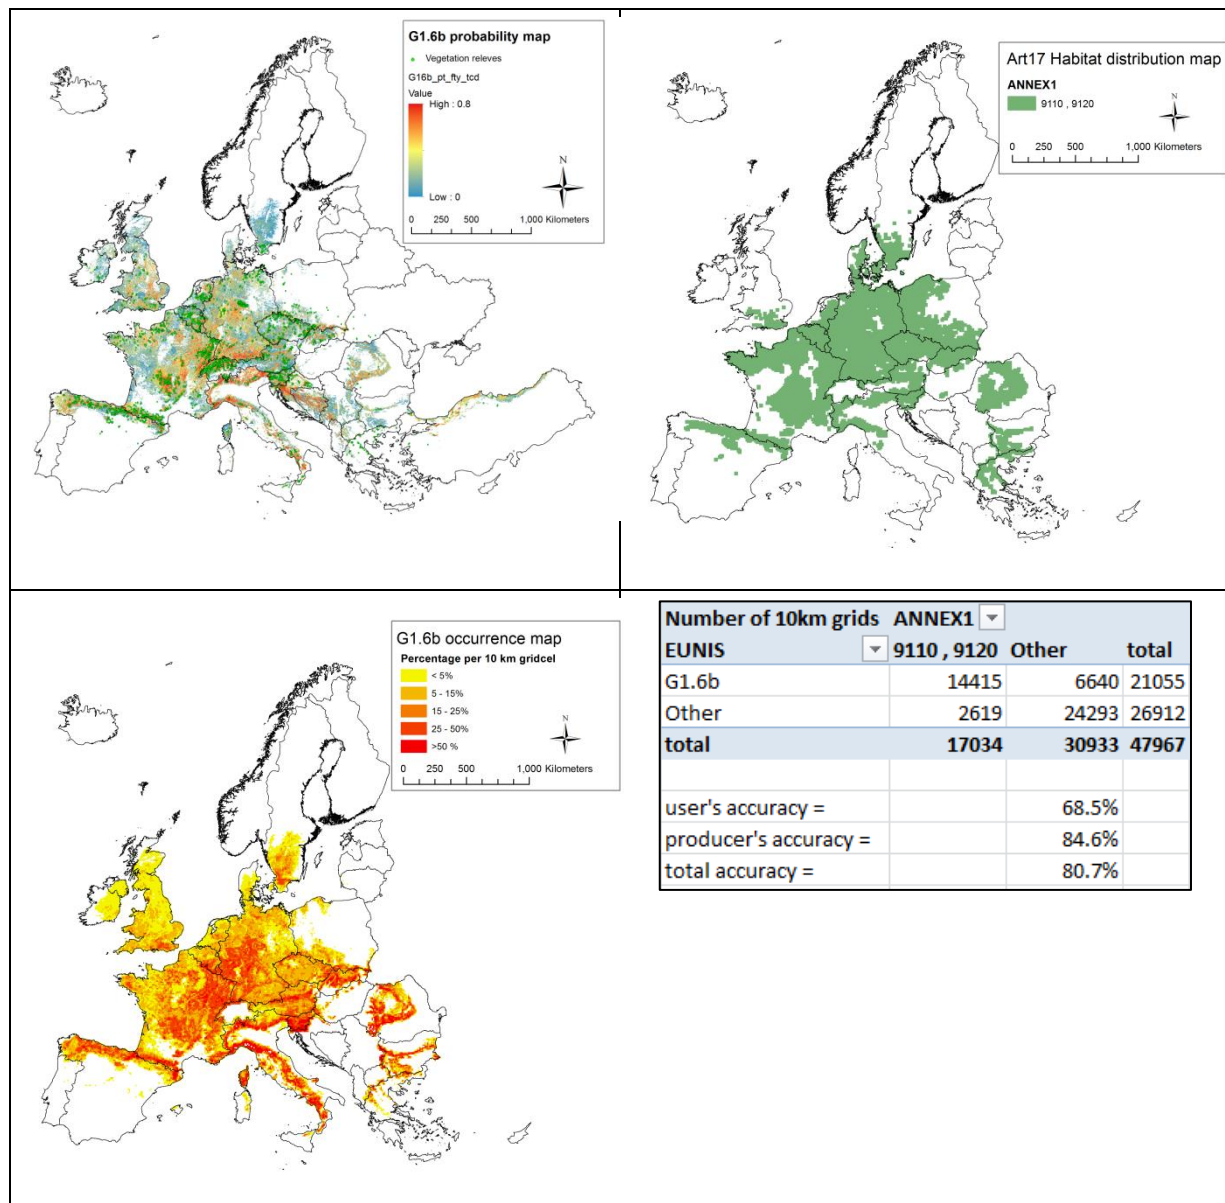 G1.6b probability map
Vegetation releves
G16b_pt_fty_tcd
Value
High : 0.8
Low : 0
N
0 250 500 1,000 Kilometers
Art17 Habitat distribution map
ANNEX1
9110 , 9120
N
0 250 500 1,000 Kilometers
G1.6b occurrence map
Percentage per 10 km gridcel
< 5%
5 - 15%
15 - 25%
25 - 50%
>50 %
N
0 250 500 1,000 Kilometers
Number of 10km grids ANNEX1
EUNIS 9110 , 9120 Other total
G1.6b 14415 6640 21055
Other 2619 24293 26912
total 17034 30933 47967
user's accuracy = 68.5%
producer's accuracy = 84.6%
total accuracy = 80.7%